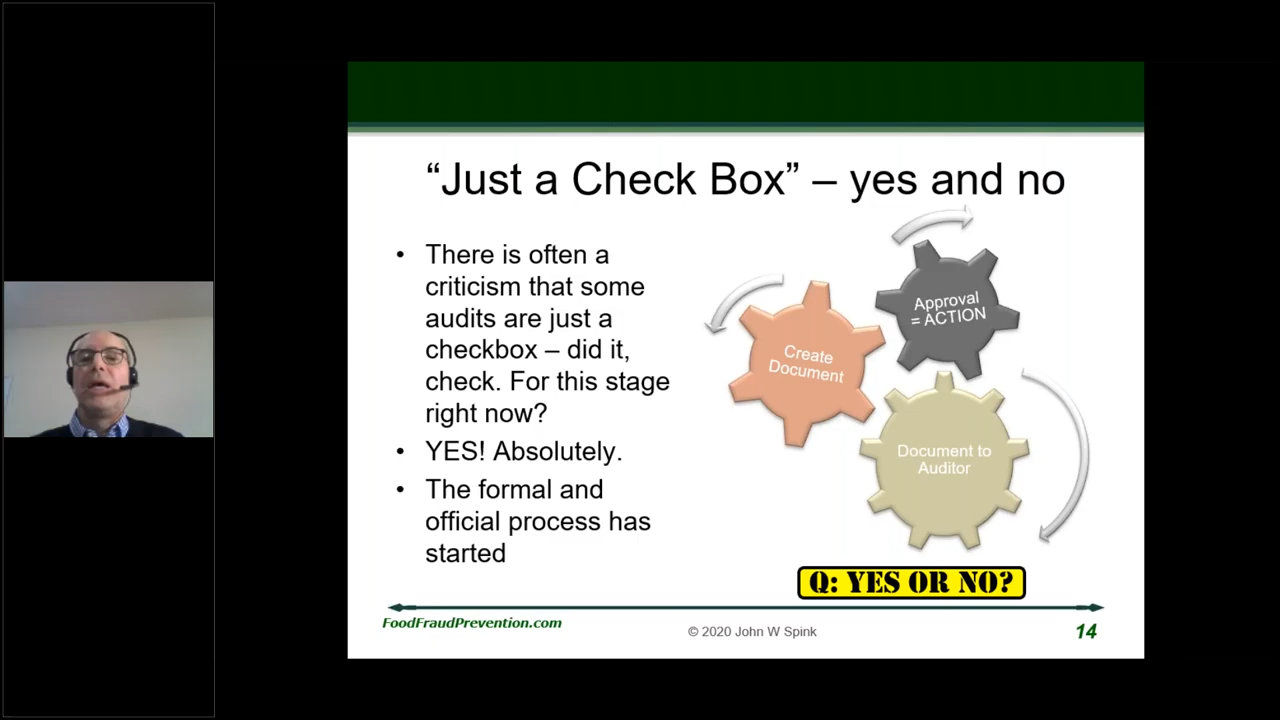 “Just a Check Box” – yes and no
• There is often a
criticism that some
audits are just a
checkbox – did it,
check. For this stage
right now?
• YES! Absolutely.
• The formal and
official process has
started
Approval
= ACTION
Create
Document
Document to
Auditor
Q: YES OR NO?
FoodFraudPrevention.com
© 2020 John W Spink
14